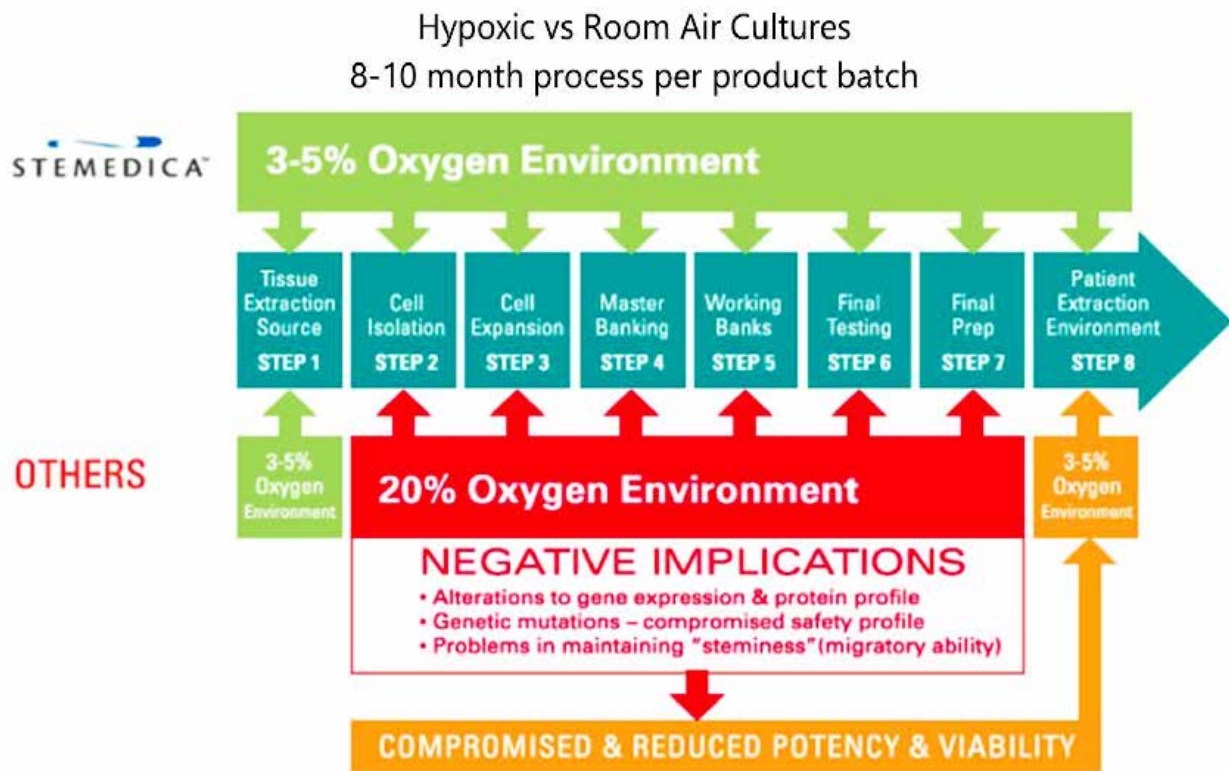 Hypoxic vs Room Air Cultures
8-10 month process per product batch
STEMEDICA™
3-5% Oxygen Environment
Tissue
Extraction
Source
STEP 1
Cell
Isolation
STEP 2
Cell
Expansion
STEP 3
Master
Banking
STEP 4
Working
Banks
STEP 5
Final
Testing
STEP 6
Final
Prep
STEP 7
Patient
Extraction
Environment
STEP 8
OTHERS
3-5%
Oxygen
Environment
20% Oxygen Environment
3-5%
Oxygen
Environment
NEGATIVE IMPLICATIONS
• Alterations to gene expression & protein profile
• Genetic mutations – compromised safety profile
• Problems in maintaining "steminess"(migratory ability)
COMPROMISED & REDUCED POTENCY & VIABILITY